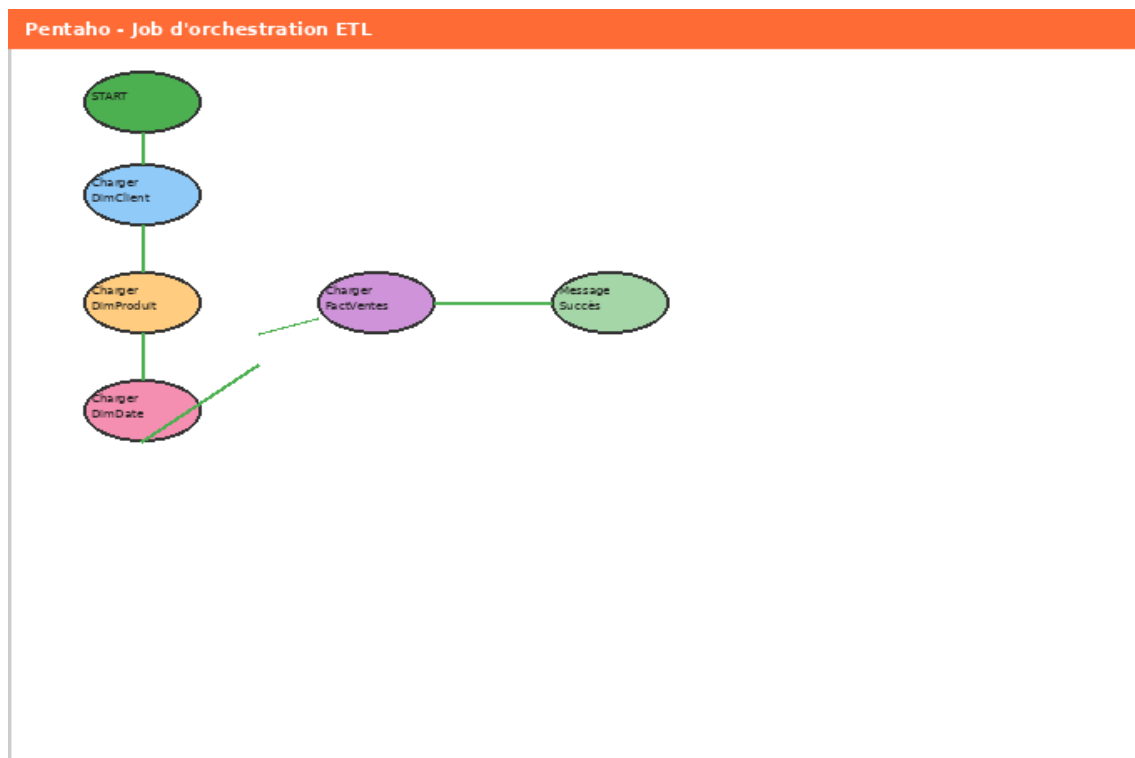 Pentaho - Job d'orchestration ETL
START
Charger
DimClient
Charger
DimProduit
Charger
FactVentes
Message
Succès
Charger
DimDate